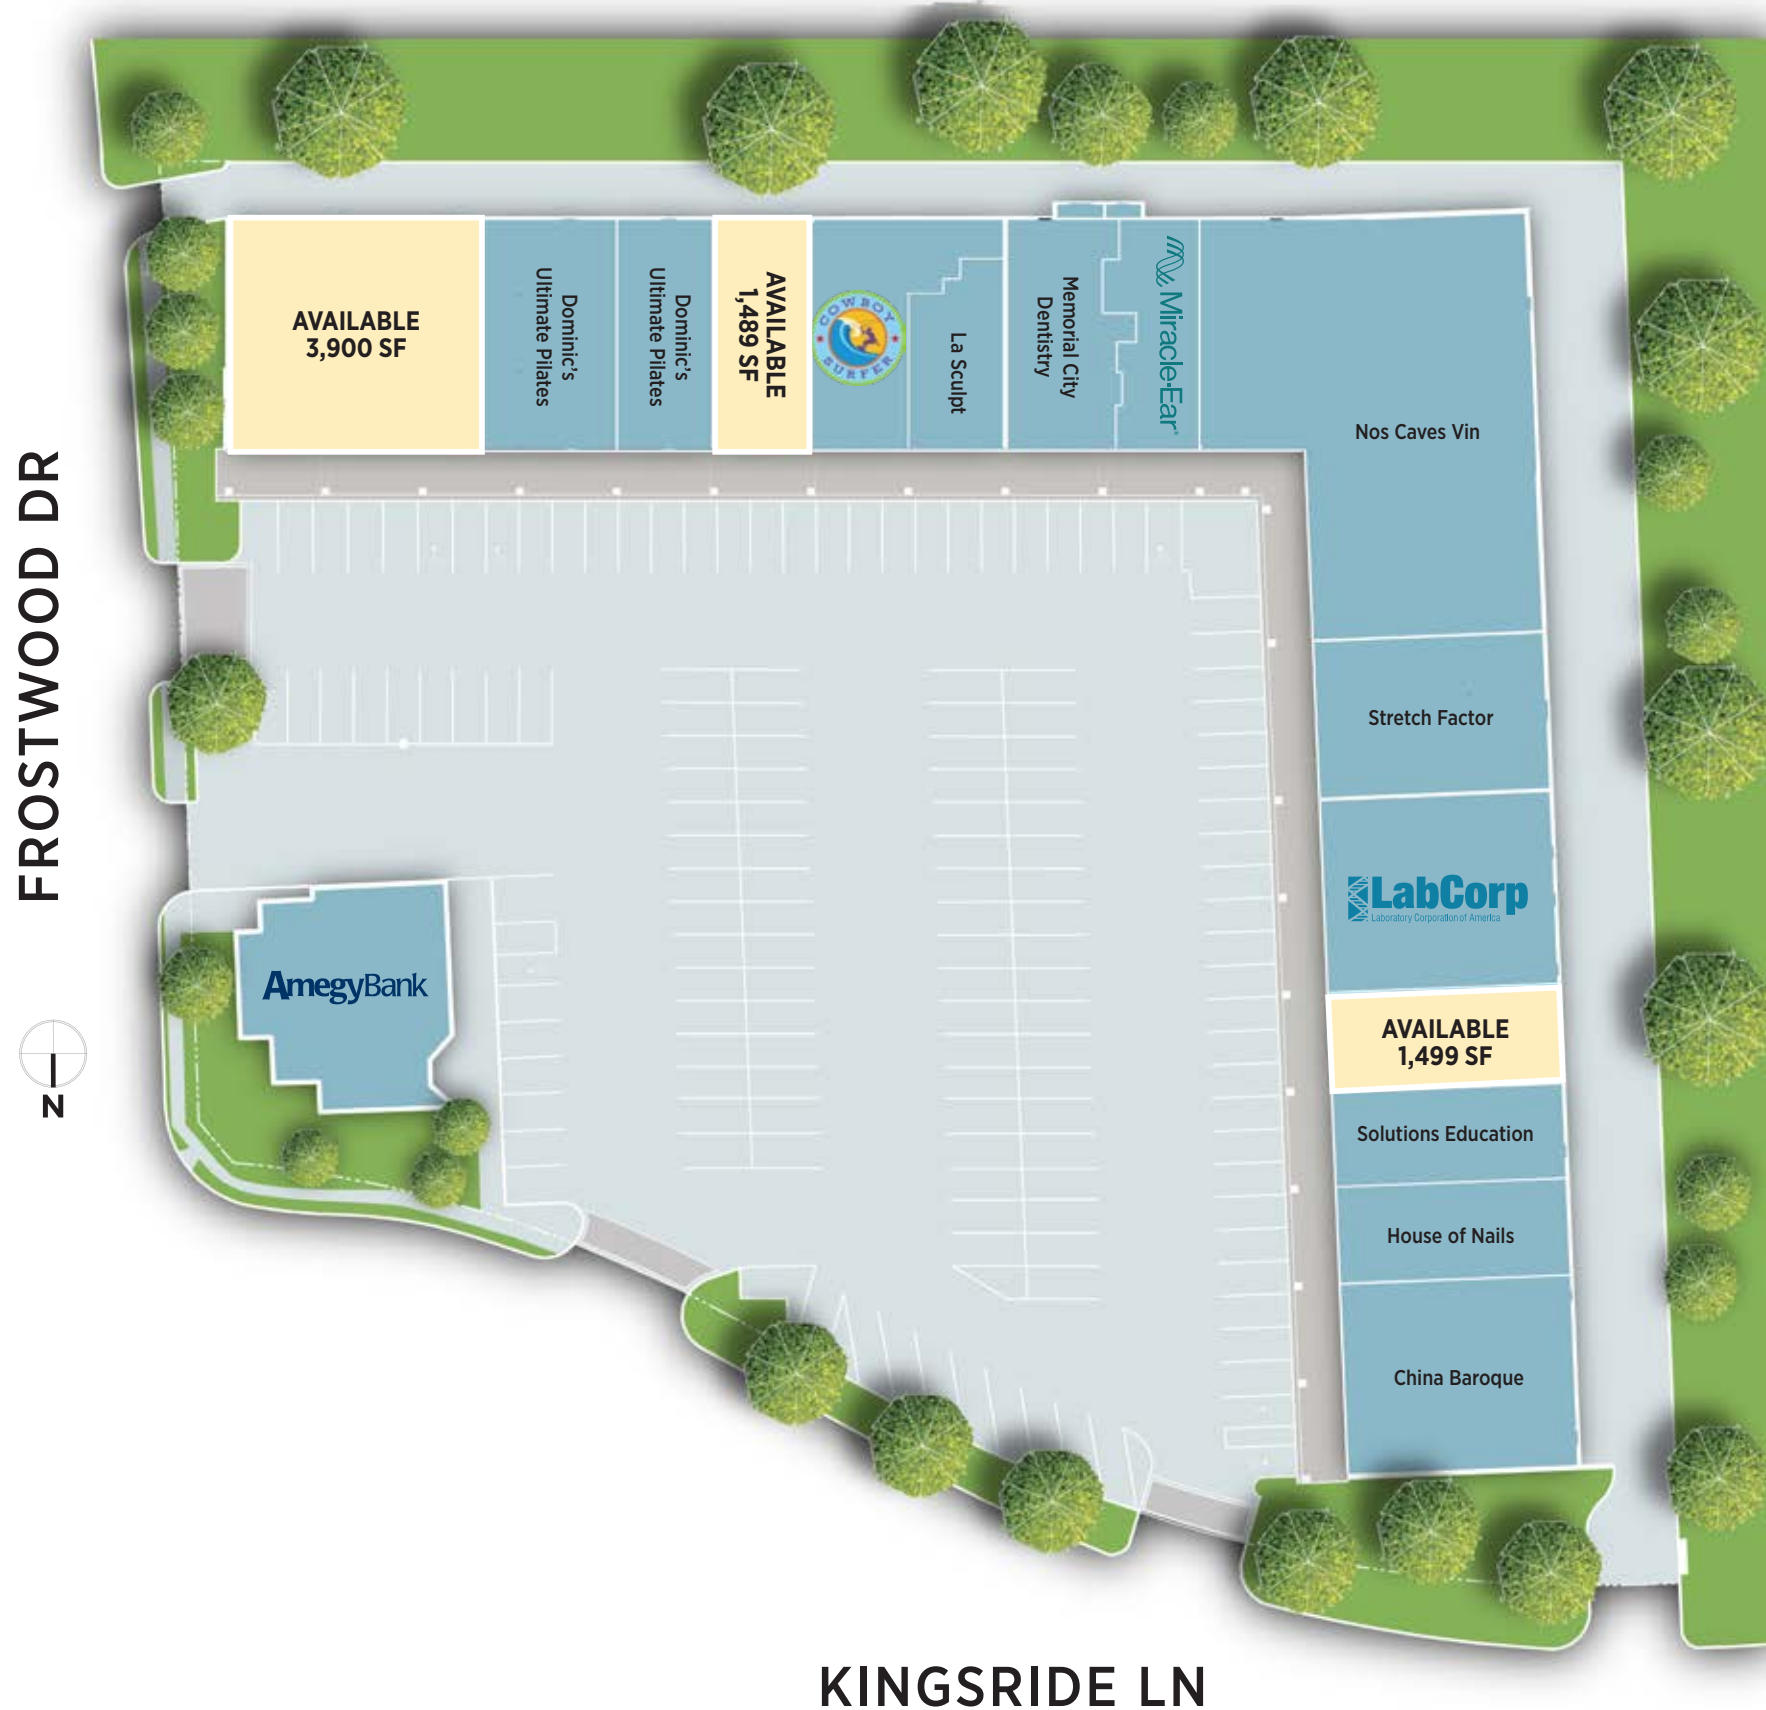 AVAILABLE
3,900 SF
Dominic's
Ultimate Pilates
Dominic's
Ultimate Pilates
AVAILABLE
1,489 SF
COWBOY
SURFER
La Sculpt
Memorial City
Dentistry
Miracle-Ear®
Nos Caves Vin
Stretch Factor
LabCorp
Laboratory Corporation of America
AVAILABLE
1,499 SF
Solutions Education
House of Nails
China Baroque
AmegyBank
FROSTWOOD DR
N
KINGSRIDE LN